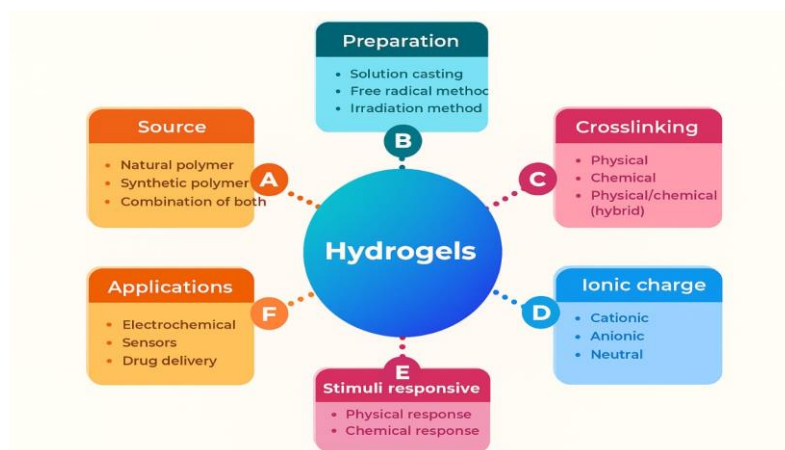 Preparation
• Solution casting
• Free radical method
• Irradiation method
B
Source
• Natural polymer
• Synthetic polymer
• Combination of both
A
Crosslinking
• Physical
• Chemical
• Physical/chemical
(hybrid)
C
Hydrogels
Applications
• Electrochemical
• Sensors
• Drug delivery
F
Ionic charge
• Cationic
• Anionic
• Neutral
D
E
Stimuli responsive
• Physical response
• Chemical response